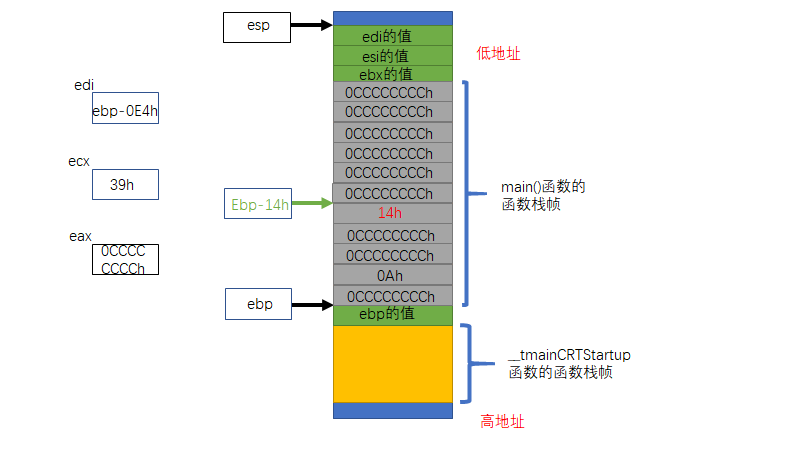 esp
edi的值
esi的值
ebx的值
低地址
edi
ebp-0E4h
0CCCCCCCCh
0CCCCCCCCh
0CCCCCCCCh
0CCCCCCCCh
0CCCCCCCCh
0CCCCCCCCh
ecx
39h
main()函数的
函数栈帧
Ebp-14h
14h
0CCCCCCCCh
0CCCCCCCCh
eax
0CCCC
CCCCh
0Ah
0CCCCCCCCh
ebp
ebp的值
__tmainCRTStartup
函数的函数栈帧
高地址